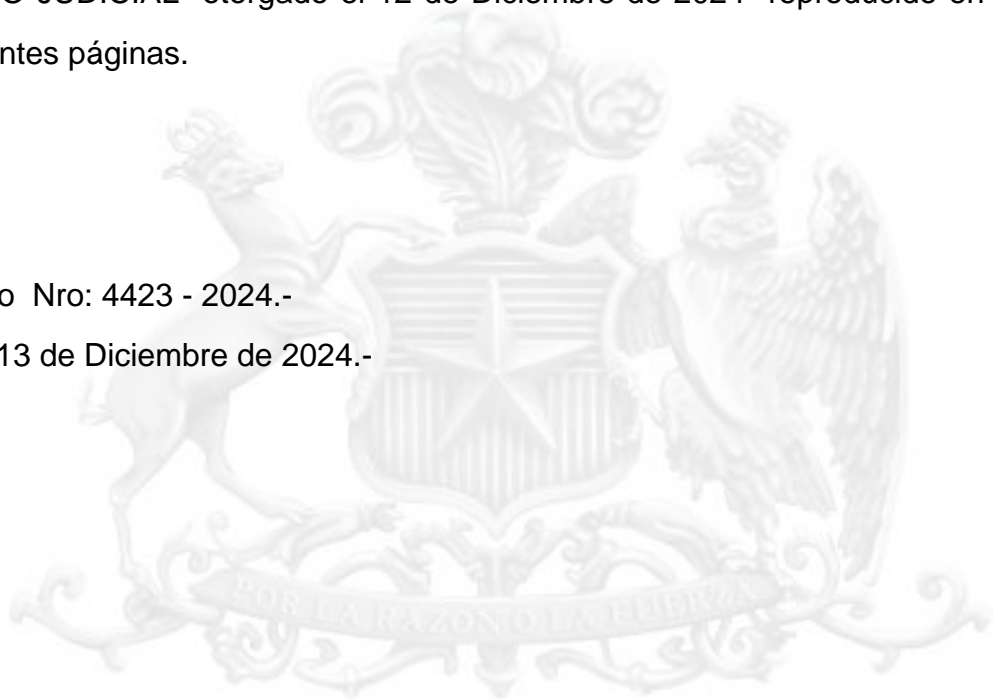 O JUDICIAL" otorgado el 12 de Diciembre de 2024 reproducido en
ntes páginas.
o Nro: 4423 - 2024.-
13 de Diciembre de 2024.-
POR LA RAZON O LA FUERZA